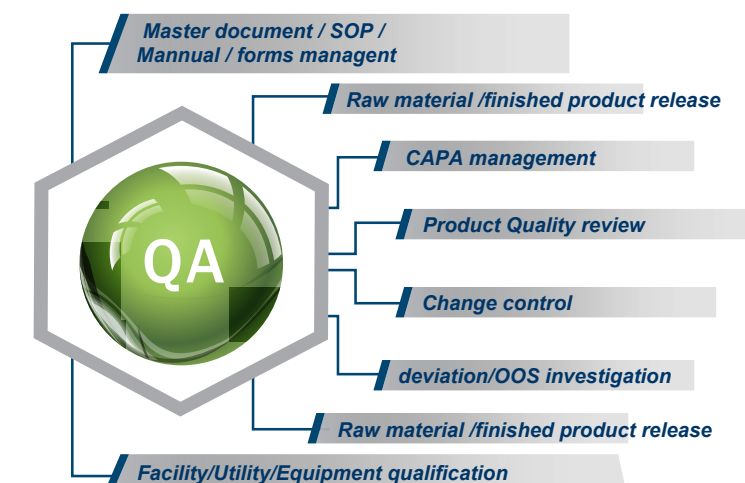 Master document / SOP /
Mannual / forms managent
Raw material /finished product release
CAPA management
Product Quality review
QA
Change control
deviation/OOS investigation
Raw material /finished product release
Facility/Utility/Equipment qualification